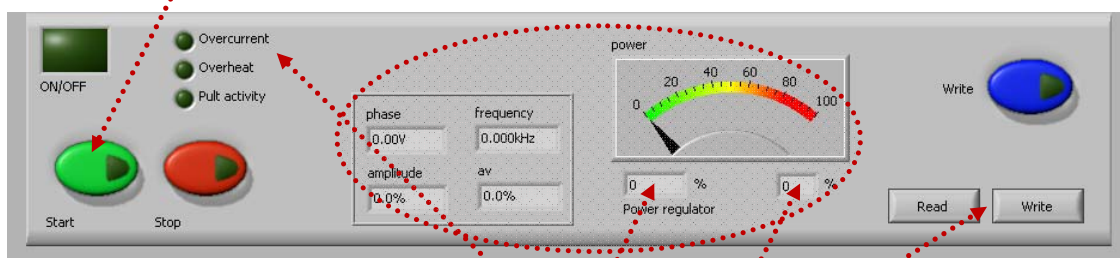 ON/OFF
Overcurrent
Overheat
Pult activity
Start
Stop
phase
0.00V
frequency
0.000kHz
amplitude
0.0%
av
0.0%
power
0 20 40 60 80 100
0 %
Power regulator
0 %
Write
Read
Write